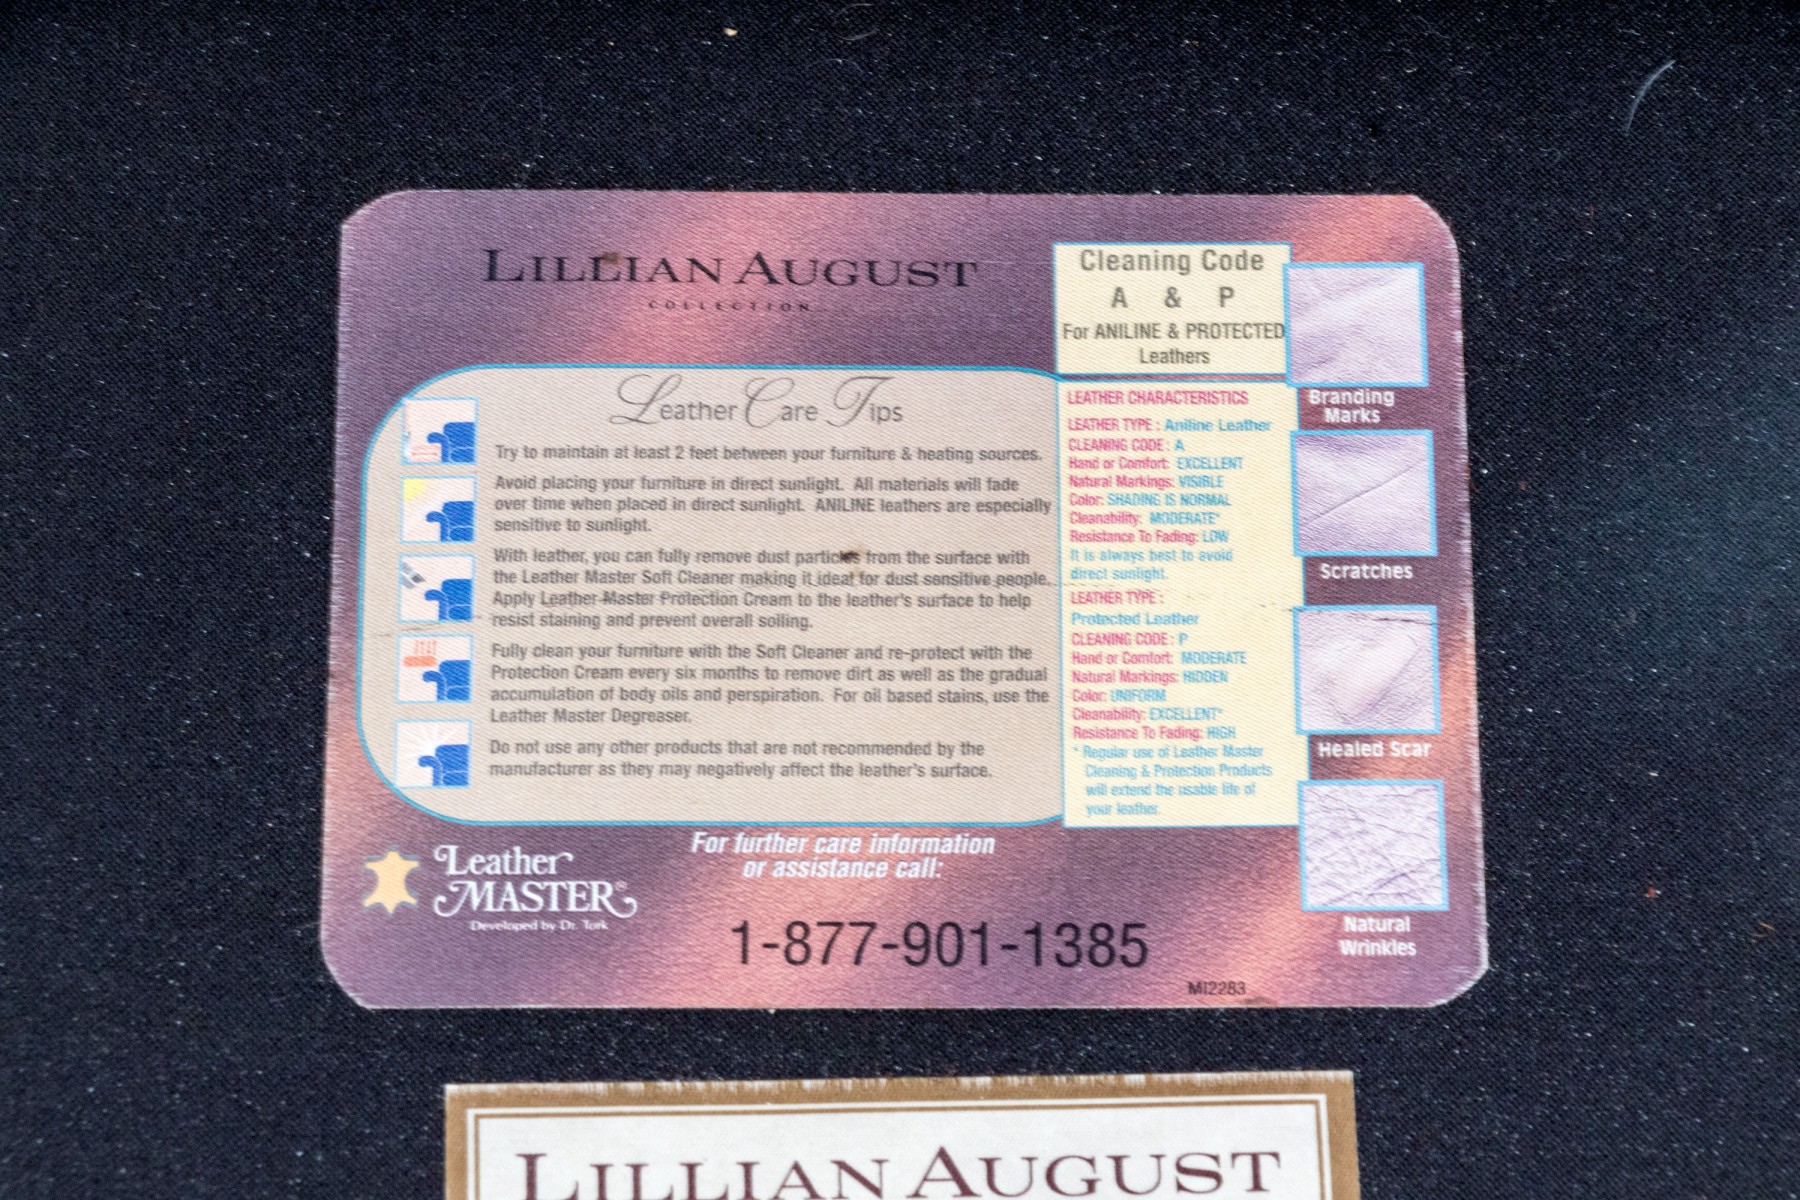 LILLIAN AUGUST
COLLECTION
Leather Care Tips
Try to maintain at least 2 feet between your furniture & heating sources.
Avoid placing your furniture in direct sunlight. All materials will fade
over time when placed in direct sunlight. ANILINE leathers are especially
sensitive to sunlight.
With leather, you can fully remove dust particles from the surface with
the Leather Master Soft Cleaner making it ideal for dust sensitive people.
Apply Leather Master Protection Cream to the leather's surface to help
resist staining and prevent overall soiling.
Fully clean your furniture with the Soft Cleaner and re-protect with the
Protection Cream every six months to remove dirt as well as the gradual
accumulation of body oils and perspiration. For oil based stains, use the
Leather Master Degreaser.
Do not use any other products that are not recommended by the
manufacturer as they may negatively affect the leather's surface.
Cleaning Code
A & P
For ANILINE & PROTECTED
Leathers
LEATHER CHARACTERISTICS
LEATHER TYPE : Aniline Leather
CLEANING CODE : A
Hand or Comfort: EXCELLENT
Natural Markings: VISIBLE
Color: SHADING IS NORMAL
Cleanability: MODERATE*
Resistance To Fading: LOW
It is always best to avoid
direct sunlight.
LEATHER TYPE :
Protected Leather
CLEANING CODE : P
Hand or Comfort: MODERATE
Natural Markings: HIDDEN
Color: UNIFORM
Cleanability: EXCELLENT*
Resistance To Fading: HIGH
* Regular use of Leather Master
Cleaning & Protection Products
will extend the usable life of
your leather.
Branding
Marks
Scratches
Healed Scar
Natural
Wrinkles
Leather
MASTER®
Developed by Dr. Tork
For further care information
or assistance call:
1-877-901-1385
MI2283
LILLIAN AUGUST